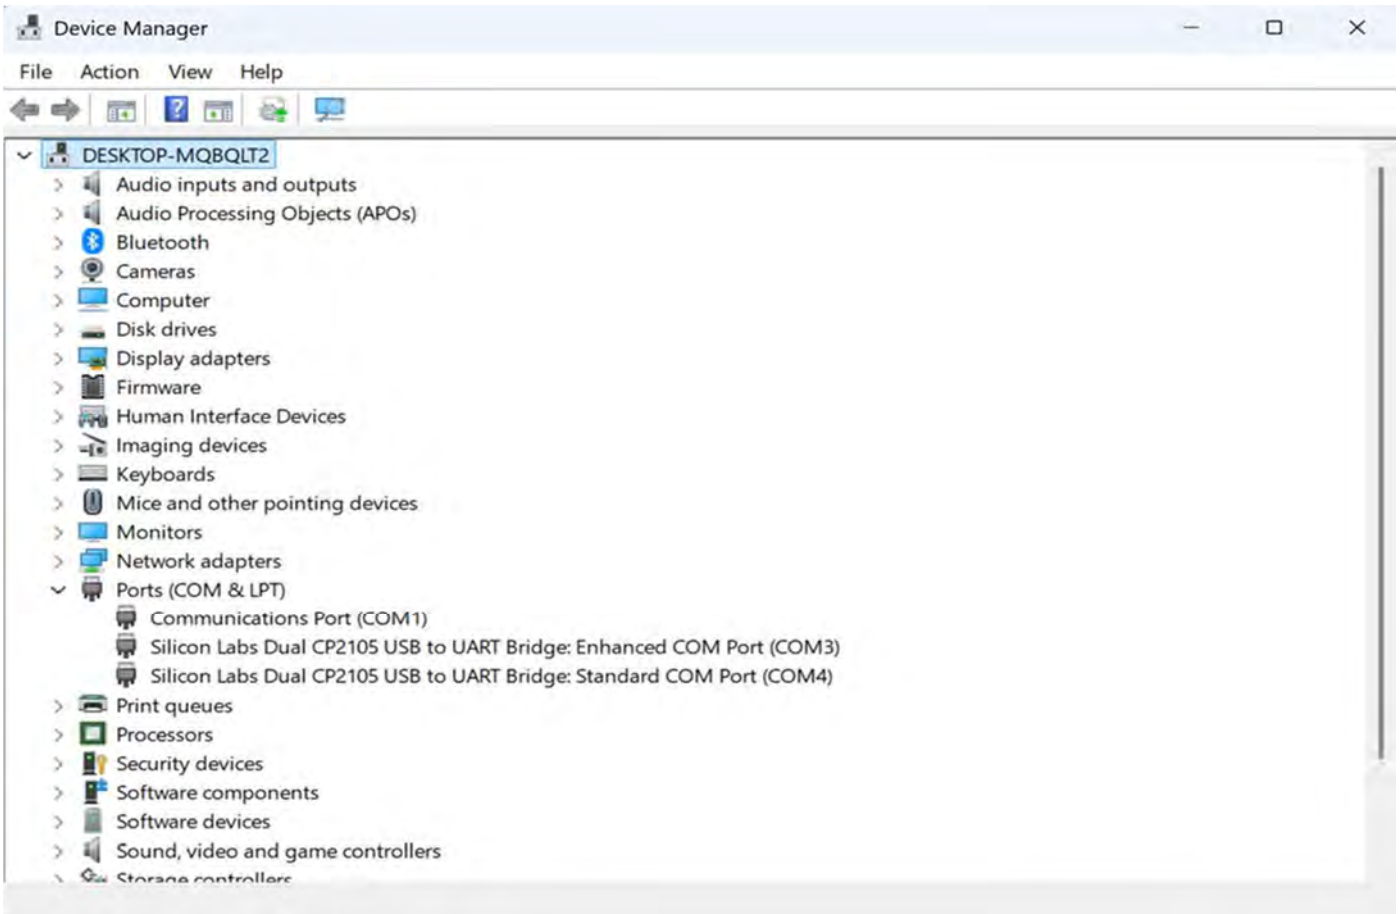 Device Manager
File Action View Help
DESKTOP-MQBQLT2
Audio inputs and outputs
Audio Processing Objects (APOs)
Bluetooth
Cameras
Computer
Disk drives
Display adapters
Firmware
Human Interface Devices
Imaging devices
Keyboards
Mice and other pointing devices
Monitors
Network adapters
Ports (COM & LPT)
Communications Port (COM1)
Silicon Labs Dual CP2105 USB to UART Bridge: Enhanced COM Port (COM3)
Silicon Labs Dual CP2105 USB to UART Bridge: Standard COM Port (COM4)
Print queues
Processors
Security devices
Software components
Software devices
Sound, video and game controllers
Storage controllers